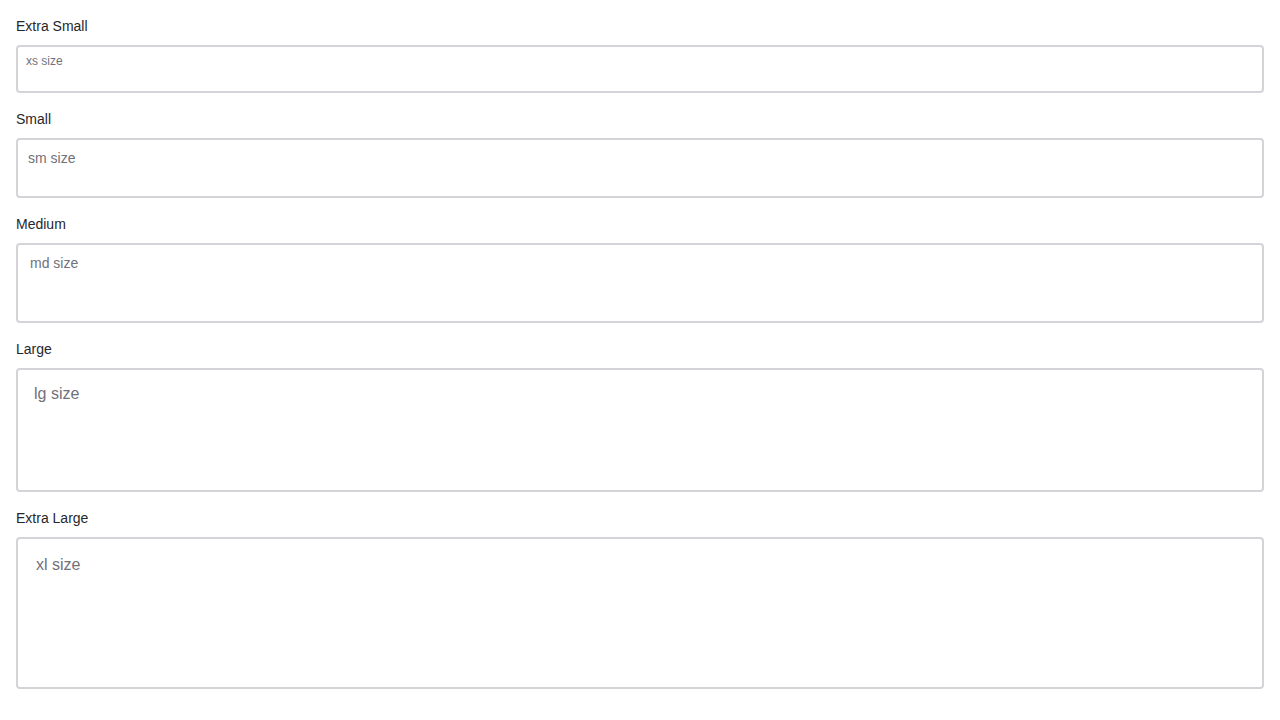 Extra Small
xs size
Small
sm size
Medium
md size
Large
lg size
Extra Large
xl size